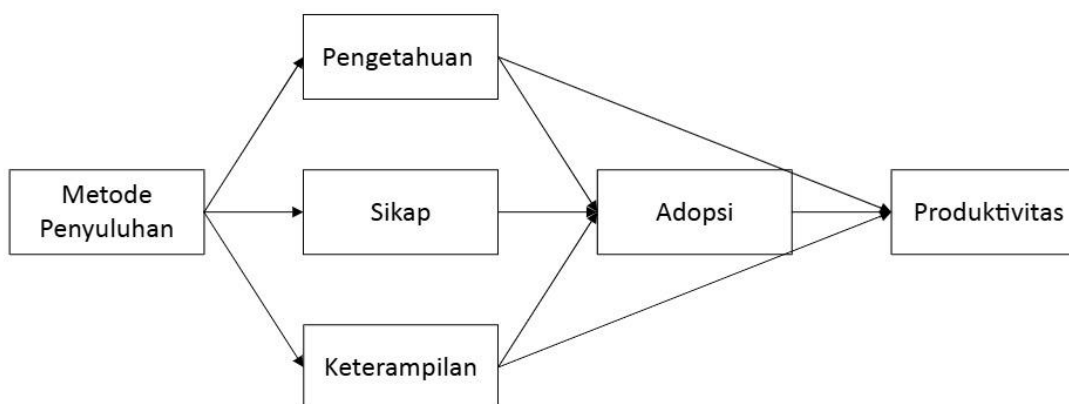 Pengetahuan
Metode
Penyuluhan
Sikap
Adopsi
Produktivitas
Keterampilan